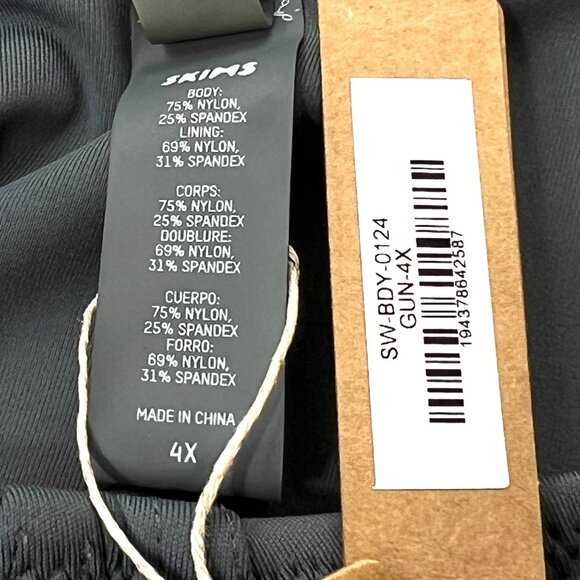 SKIMS
BODY:
75% NYLON,
25% SPANDEX
LINING:
69% NYLON,
31% SPANDEX
CORPS:
75% NYLON,
25% SPANDEX
DOUBLURE:
69% NYLON,
31% SPANDEX
CUERPO:
75% NYLON,
25% SPANDEX
FORRO:
69% NYLON,
31% SPANDEX
MADE IN CHINA
4X
SW-BDY-0124
GUN-4X
194378642587